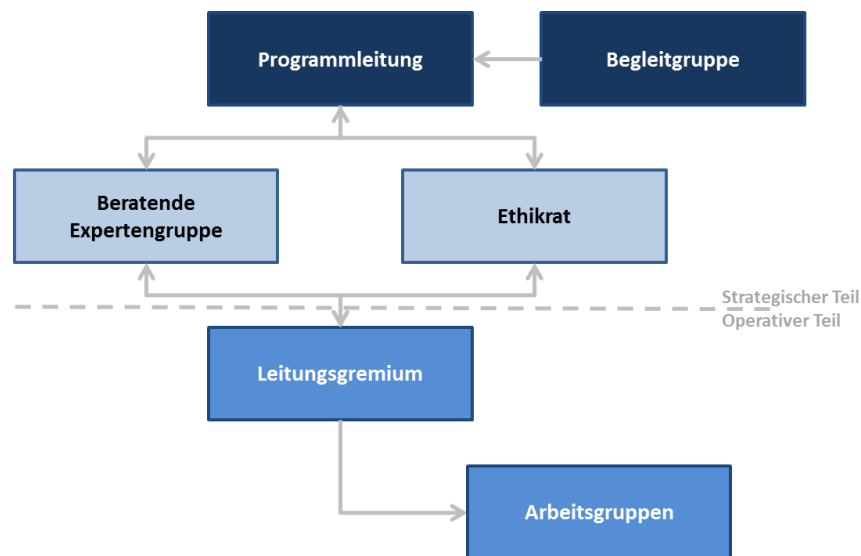 Programmleitung
Begleitgruppe
Beratende
Expertengruppe
Ethikrat
Strategischer Teil
Operativer Teil
Leitungsgremium
Arbeitsgruppen